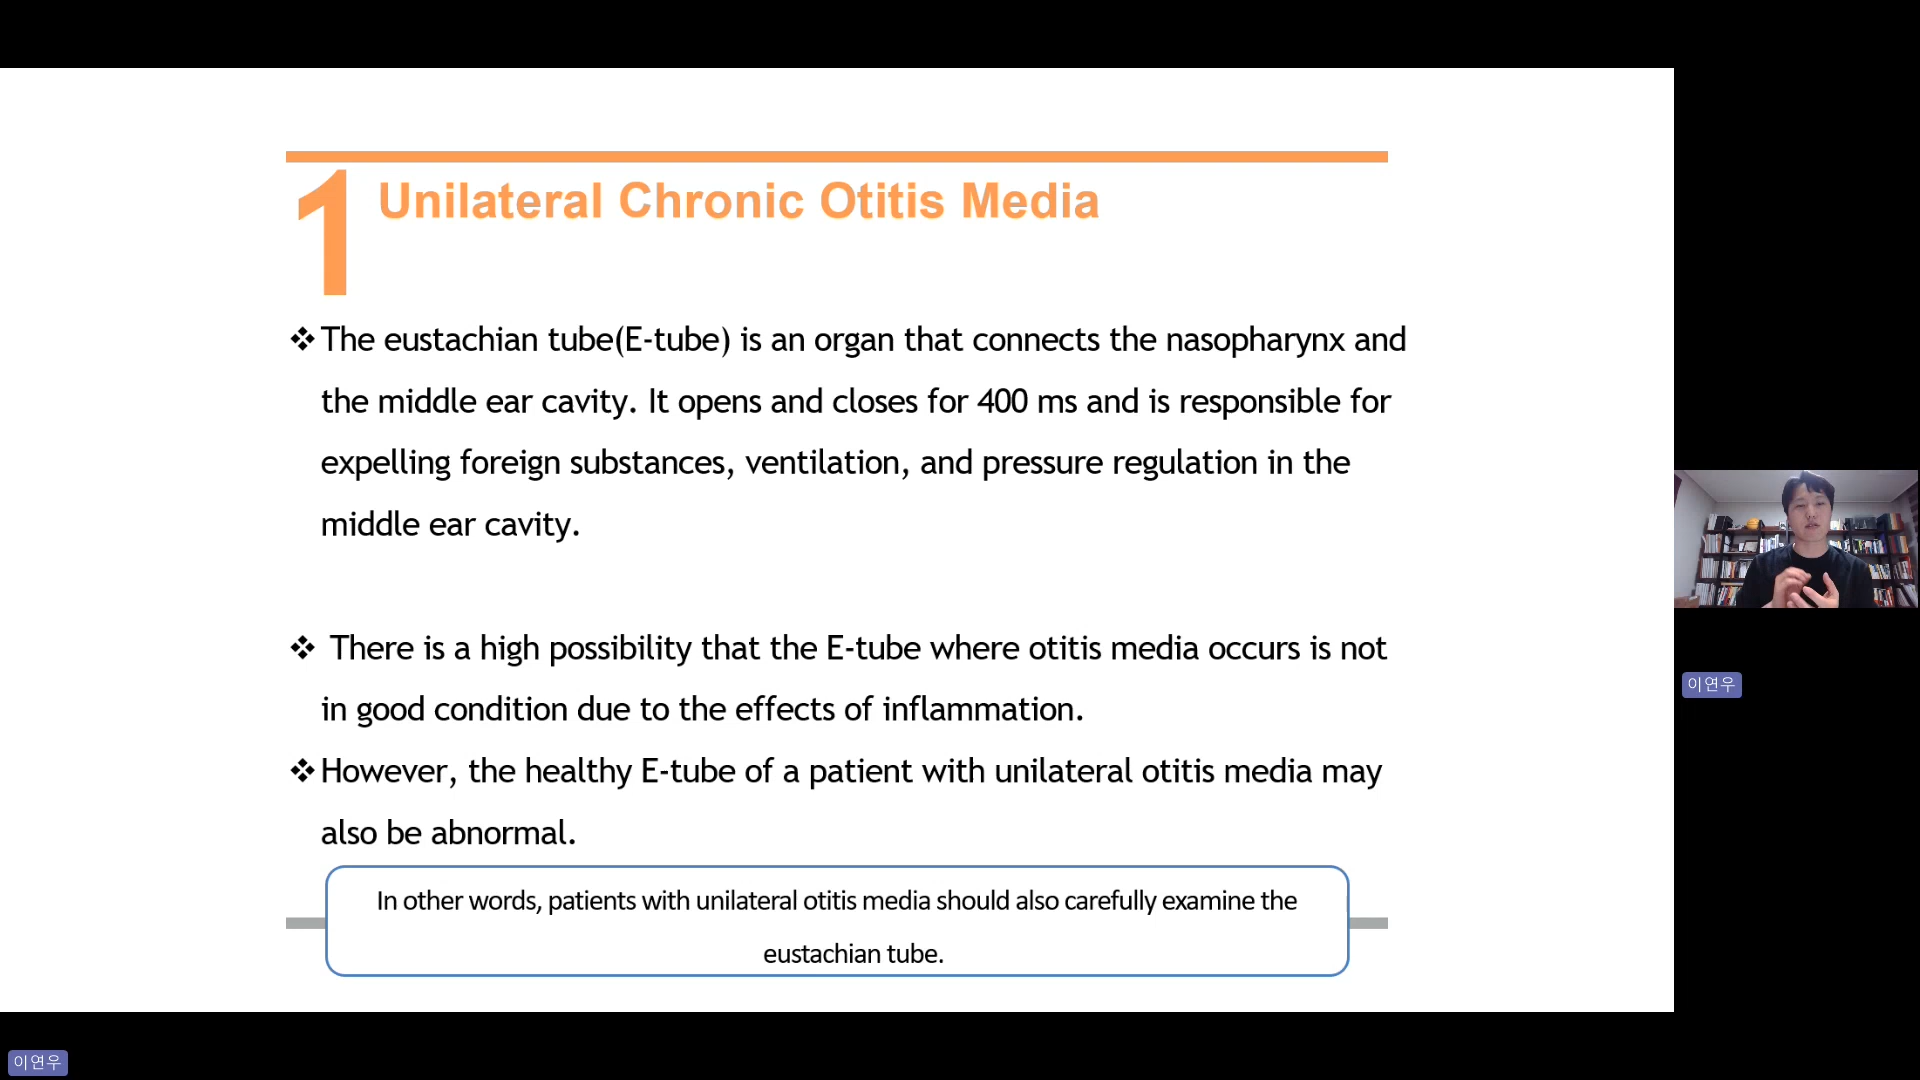 1
Unilateral Chronic Otitis Media
❖ The eustachian tube(E-tube) is an organ that connects the nasopharynx and
the middle ear cavity. It opens and closes for 400 ms and is responsible for
expelling foreign substances, ventilation, and pressure regulation in the
middle ear cavity.
❖ There is a high possibility that the E-tube where otitis media occurs is not
in good condition due to the effects of inflammation.
❖ However, the healthy E-tube of a patient with unilateral otitis media may
also be abnormal.
In other words, patients with unilateral otitis media should also carefully examine the
eustachian tube.
이연우
이연우